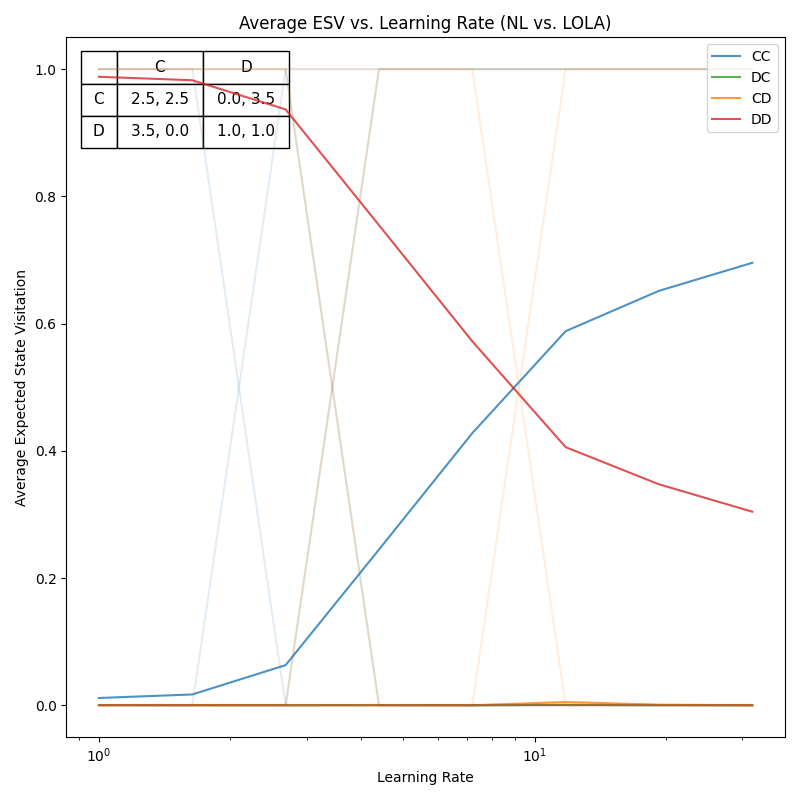 Average ESV vs. Learning Rate (NL vs. LOLA)
C D
C 2.5, 2.5 0.0, 3.5
D 3.5, 0.0 1.0, 1.0
CC
DC
CD
DD
1.0
0.8
0.6
0.4
0.2
0.0
Average Expected State Visitation
10⁰ 10¹
Learning Rate